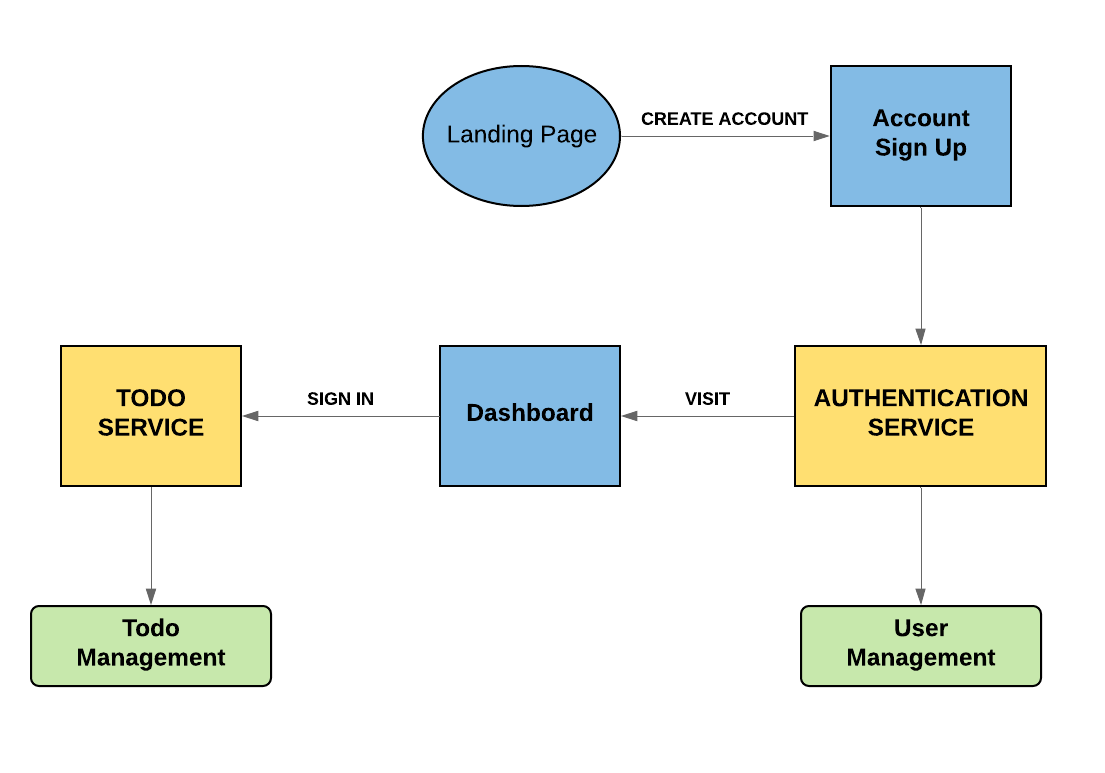 Landing Page
CREATE ACCOUNT
Account
Sign Up
TODO
SERVICE
SIGN IN
Dashboard
VISIT
AUTHENTICATION
SERVICE
Todo
Management
User
Management